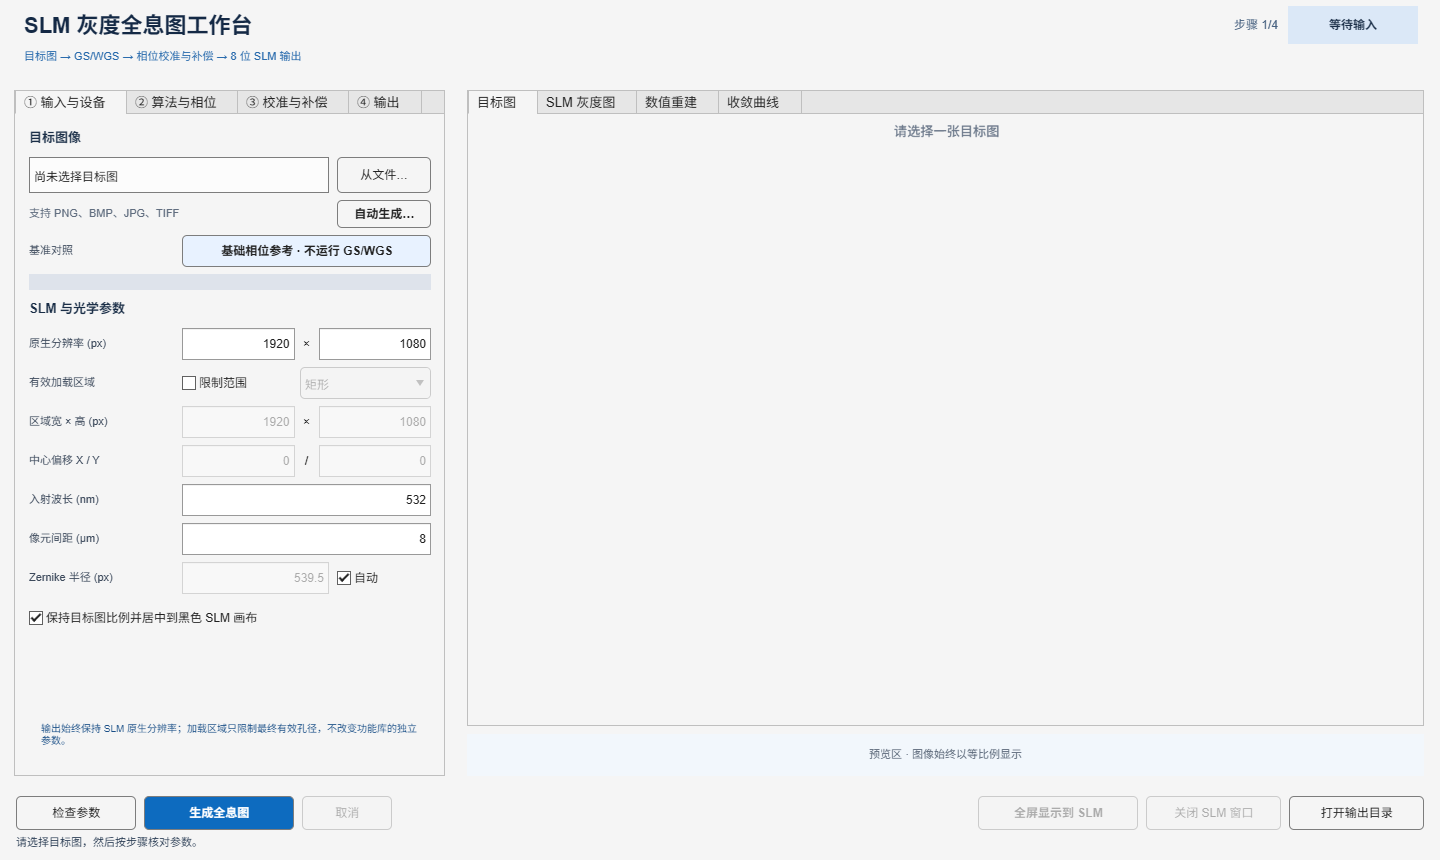 SLM 灰度全息图工作台
目标图 → GS/WGS → 相位校准与补偿 → 8 位 SLM 输出
步骤 1/4
等待输入
① 输入与设备
② 算法与相位
③ 校准与补偿
④ 输出
目标图像
尚未选择目标图
从文件...
支持 PNG、BMP、JPG、TIFF
自动生成...
基准对照
基础相位参考 · 不运行 GS/WGS
SLM 与光学参数
原生分辨率 (px)
1920 × 1080
有效加载区域
限制范围
矩形
区域宽 × 高 (px)
1920 × 1080
中心偏移 X / Y
0 / 0
入射波长 (nm)
532
像元间距 (μm)
8
Zernike 半径 (px)
539.5
自动
保持目标图比例并居中到黑色 SLM 画布
输出始终保持 SLM 原生分辨率；加载区域只限制最终有效孔径，不改变功能库的独立
参数。
目标图
SLM 灰度图
数值重建
收敛曲线
请选择一张目标图
预览区 · 图像始终以等比例显示
检查参数
生成全息图
取消
全屏显示到 SLM
关闭 SLM 窗口
打开输出目录
请选择目标图，然后按步骤核对参数。